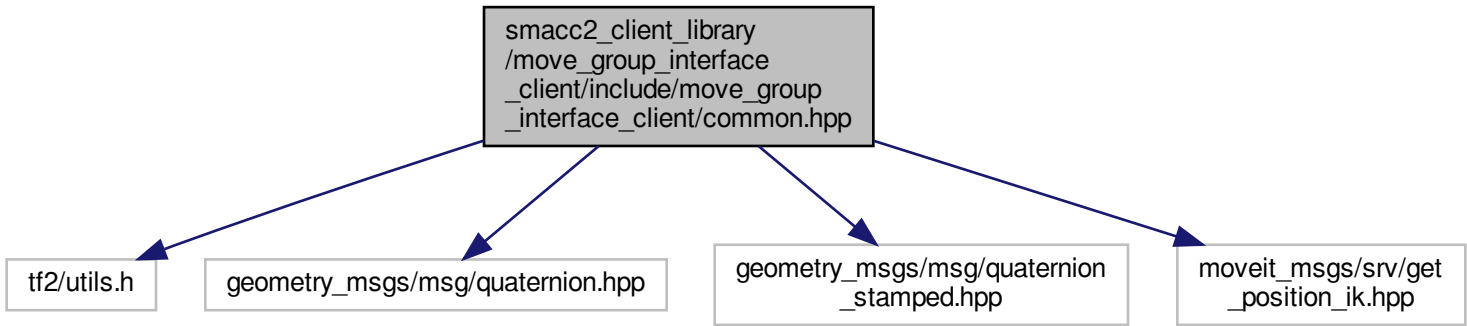 smacc2_client_library
/move_group_interface
_client/include/move_group
_interface_client/common.hpp
tf2/utils.h
geometry_msgs/msg/quaternion.hpp
geometry_msgs/msg/quaternion
_stamped.hpp
moveit_msgs/srv/get
_position_ik.hpp